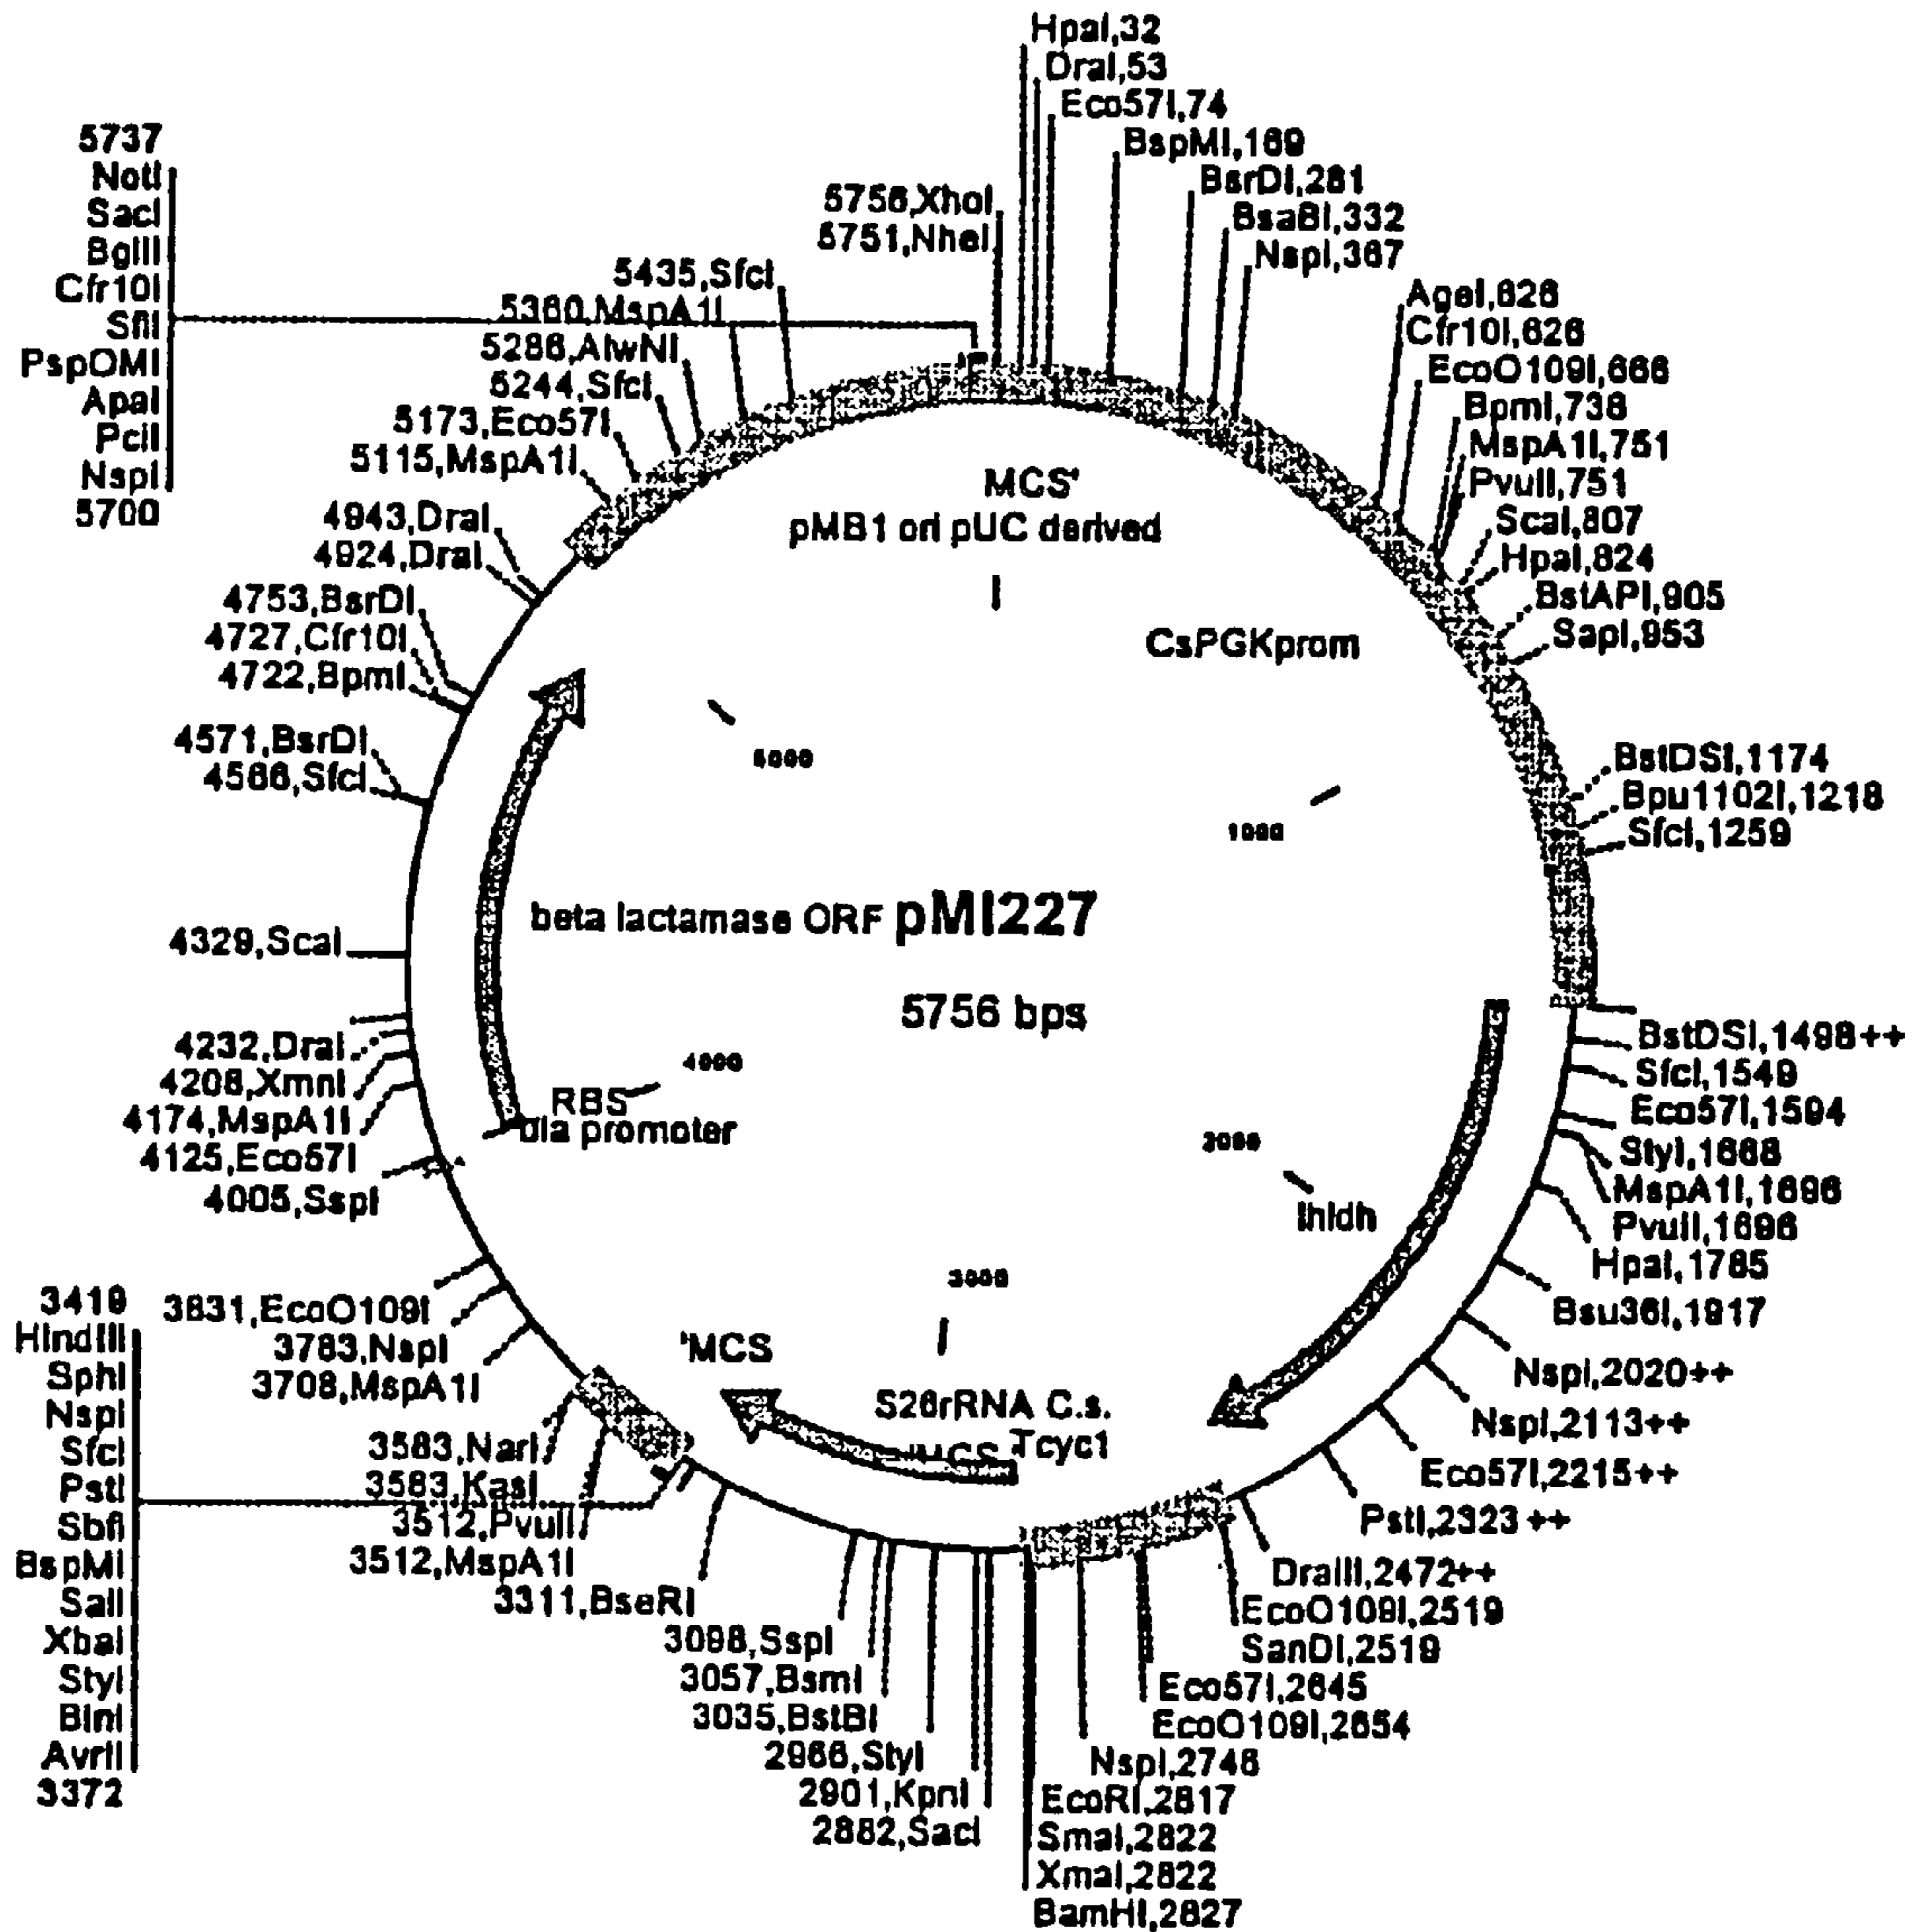 HpaI,32
DraI,53
Eco57I,74
BspMI,169
BsrDI,281
BsaBI,332
NspI,367
AgeI,626
Cfr10I,626
EcoO109I,666
BpmI,738
MspA1I,751
PvuII,751
ScaI,807
HpaI,824
BstAPI,905
SapI,953
BstDSI,1174
Bpu1102I,1218
SfcI,1259
BstDSI,1498++
SfcI,1549
Eco57I,1594
StyI,1668
MspA1I,1696
PvuII,1696
HpaI,1785
Bsu36I,1917
NspI,2020++
NspI,2113++
Eco57I,2215++
PstI,2323++
DraIII,2472++
EcoO109I,2519
SanDI,2519
Eco57I,2645
EcoO109I,2654
NspI,2746
EcoRI,2817
SmaI,2822
XmaI,2822
BamHI,2827
2882,SacI
2901,KpnI
2966,StyI
3035,BstBI
3057,BsmI
3098,SspI
3311,BseRI
3512,MspA1I
3512,PvuII
3583,KasI
3583,NarI
3419
HindIII
SphI
NspI
SfcI
PstI
SbfI
BspMI
SalI
XbaI
StyI
BlnI
AvrII
3372
3708,MspA1I
3783,NspI
3831,EcoO109I
4005,SspI
4125,Eco57I
4174,MspA1I
4208,XmnI
4232,DraI
4329,ScaI
4566,SfcI
4571,BsrDI
4722,BpmI
4727,Cfr10I
4753,BsrDI
4924,DraI
4943,DraI
5115,MspA1I
5173,Eco57I
5244,SfcI
5286,AlwNI
5360,MspA1I
5435,SfcI
5737
NotI
SacI
BglII
Cfr10I
SfiI
PspOMI
ApaI
PciI
NspI
5700
5751,NheI
5756,XhoI
MCS'
pMB1 ori pUC derived
CsPGKprom
5000
1000
beta lactamase ORF
pMI227
5756 bps
4000
RBS
bla promoter
2000
lhldh
3000
'MCS
S26rRNA C.s.
'MCS'
Tcyc1